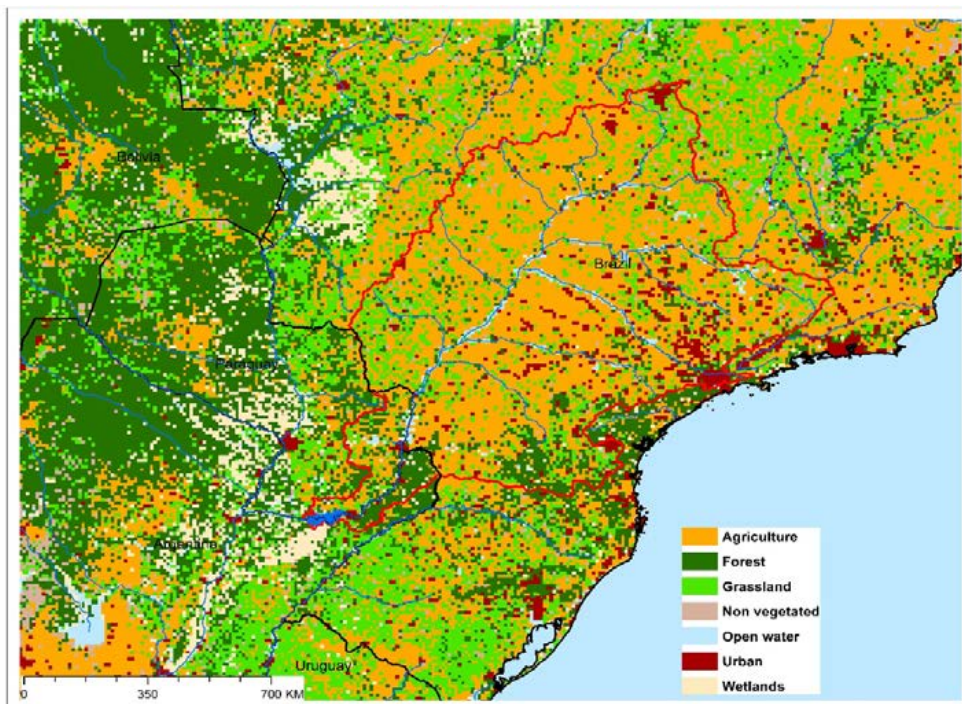 Bolivia
Brazil
Paraguay
Argentina
Uruguay
Agriculture
Forest
Grassland
Non vegetated
Open water
Urban
Wetlands
0 350 700 KM